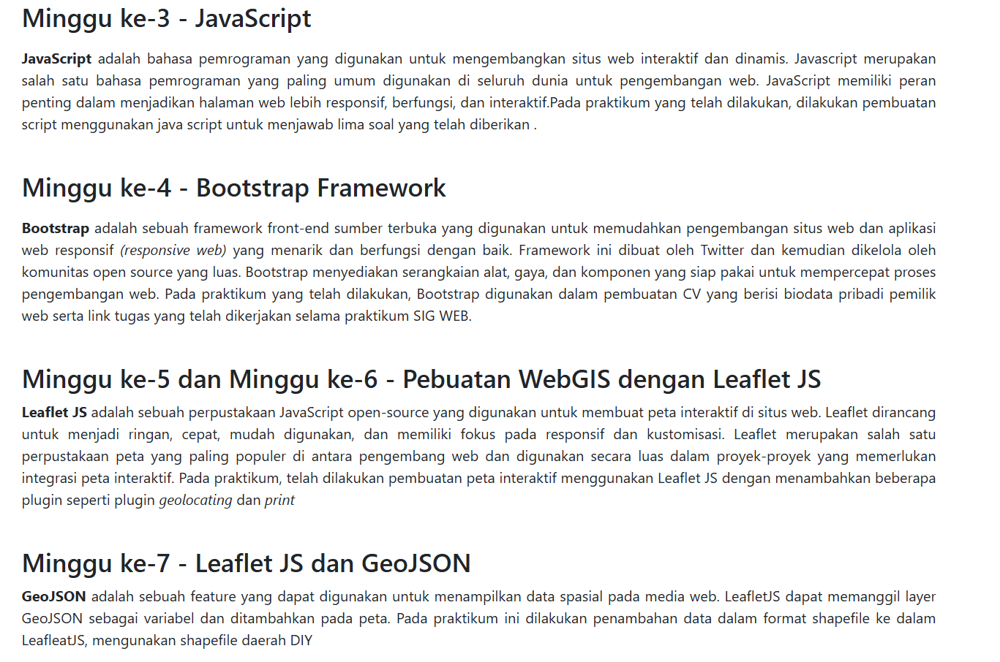 Minggu ke-3 - JavaScript
JavaScript adalah bahasa pemrograman yang digunakan untuk mengembangkan situs web interaktif dan dinamis. Javascript merupakan
salah satu bahasa pemrograman yang paling umum digunakan di seluruh dunia untuk pengembangan web. JavaScript memiliki peran
penting dalam menjadikan halaman web lebih responsif, berfungsi, dan interaktif.Pada praktikum yang telah dilakukan, dilakukan pembuatan
script menggunakan java script untuk menjawab lima soal yang telah diberikan .
Minggu ke-4 - Bootstrap Framework
Bootstrap adalah sebuah framework front-end sumber terbuka yang digunakan untuk memudahkan pengembangan situs web dan aplikasi
web responsif (responsive web) yang menarik dan berfungsi dengan baik. Framework ini dibuat oleh Twitter dan kemudian dikelola oleh
komunitas open source yang luas. Bootstrap menyediakan serangkaian alat, gaya, dan komponen yang siap pakai untuk mempercepat proses
pengembangan web. Pada praktikum yang telah dilakukan, Bootstrap digunakan dalam pembuatan CV yang berisi biodata pribadi pemilik
web serta link tugas yang telah dikerjakan selama praktikum SIG WEB.
Minggu ke-5 dan Minggu ke-6 - Pebuatan WebGIS dengan Leaflet JS
Leaflet JS adalah sebuah perpustakaan JavaScript open-source yang digunakan untuk membuat peta interaktif di situs web. Leaflet dirancang
untuk menjadi ringan, cepat, mudah digunakan, dan memiliki fokus pada responsif dan kustomisasi. Leaflet merupakan salah satu
perpustakaan peta yang paling populer di antara pengembang web dan digunakan secara luas dalam proyek-proyek yang memerlukan
integrasi peta interaktif. Pada praktikum, telah dilakukan pembuatan peta interaktif menggunakan Leaflet JS dengan menambahkan beberapa
plugin seperti plugin geolocating dan print
Minggu ke-7 - Leaflet JS dan GeoJSON
GeoJSON adalah sebuah feature yang dapat digunakan untuk menampilkan data spasial pada media web. LeafletJS dapat memanggil layer
GeoJSON sebagai variabel dan ditambahkan pada peta. Pada praktikum ini dilakukan penambahan data dalam format shapefile ke dalam
LeafleatJS, mengunakan shapefile daerah DIY